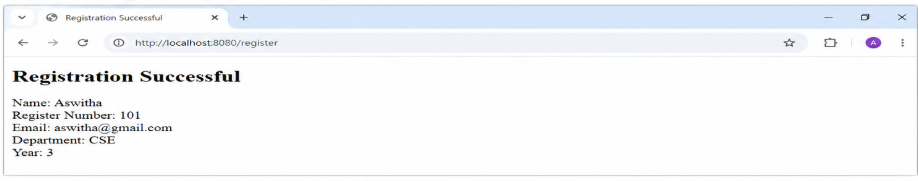 Registration Successful
http://localhost:8080/register
A
Registration Successful
Name: Aswitha
Register Number: 101
Email: aswitha@gmail.com
Department: CSE
Year: 3